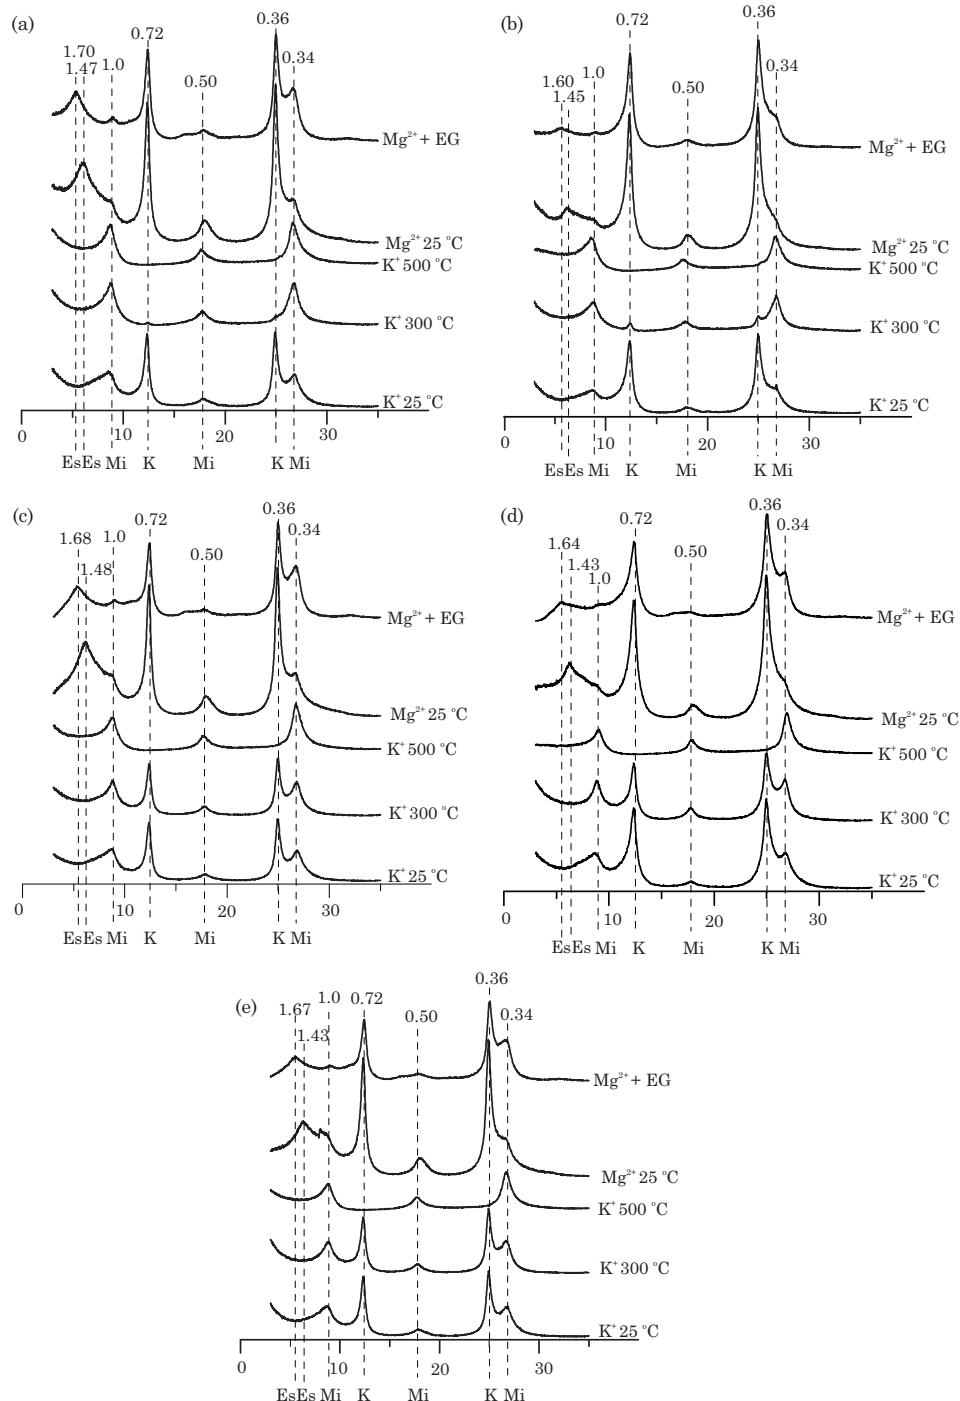 (a)
0.36
0.72
1.70
1.47
1.0
0.50
0.34
Mg²⁺ + EG
Mg²⁺ 25 °C
K⁺ 500 °C
K⁺ 300 °C
K⁺ 25 °C
0 10 20 30
Es Es Mi K Mi K Mi
(b)
0.36
0.72
1.60
1.45
1.0
0.50
0.34
Mg²⁺ + EG
Mg²⁺ 25 °C
K⁺ 500 °C
K⁺ 300 °C
K⁺ 25 °C
0 10 20 30
Es Es Mi K Mi K Mi
(c)
0.36
0.72
1.68
1.48
1.0
0.50
0.34
Mg²⁺ + EG
Mg²⁺ 25 °C
K⁺ 500 °C
K⁺ 300 °C
K⁺ 25 °C
0 10 20 30
Es Es Mi K Mi K Mi
(d)
0.36
0.72
1.64
1.43
1.0
0.50
0.34
Mg²⁺ + EG
Mg²⁺ 25 °C
K⁺ 500 °C
K⁺ 300 °C
K⁺ 25 °C
0 10 20 30
Es Es Mi K Mi K Mi
(e)
0.36
0.72
1.67
1.43
1.0
0.50
0.34
Mg²⁺ + EG
Mg²⁺ 25 °C
K⁺ 500 °C
K⁺ 300 °C
K⁺ 25 °C
0 10 20 30
Es Es Mi K Mi K Mi